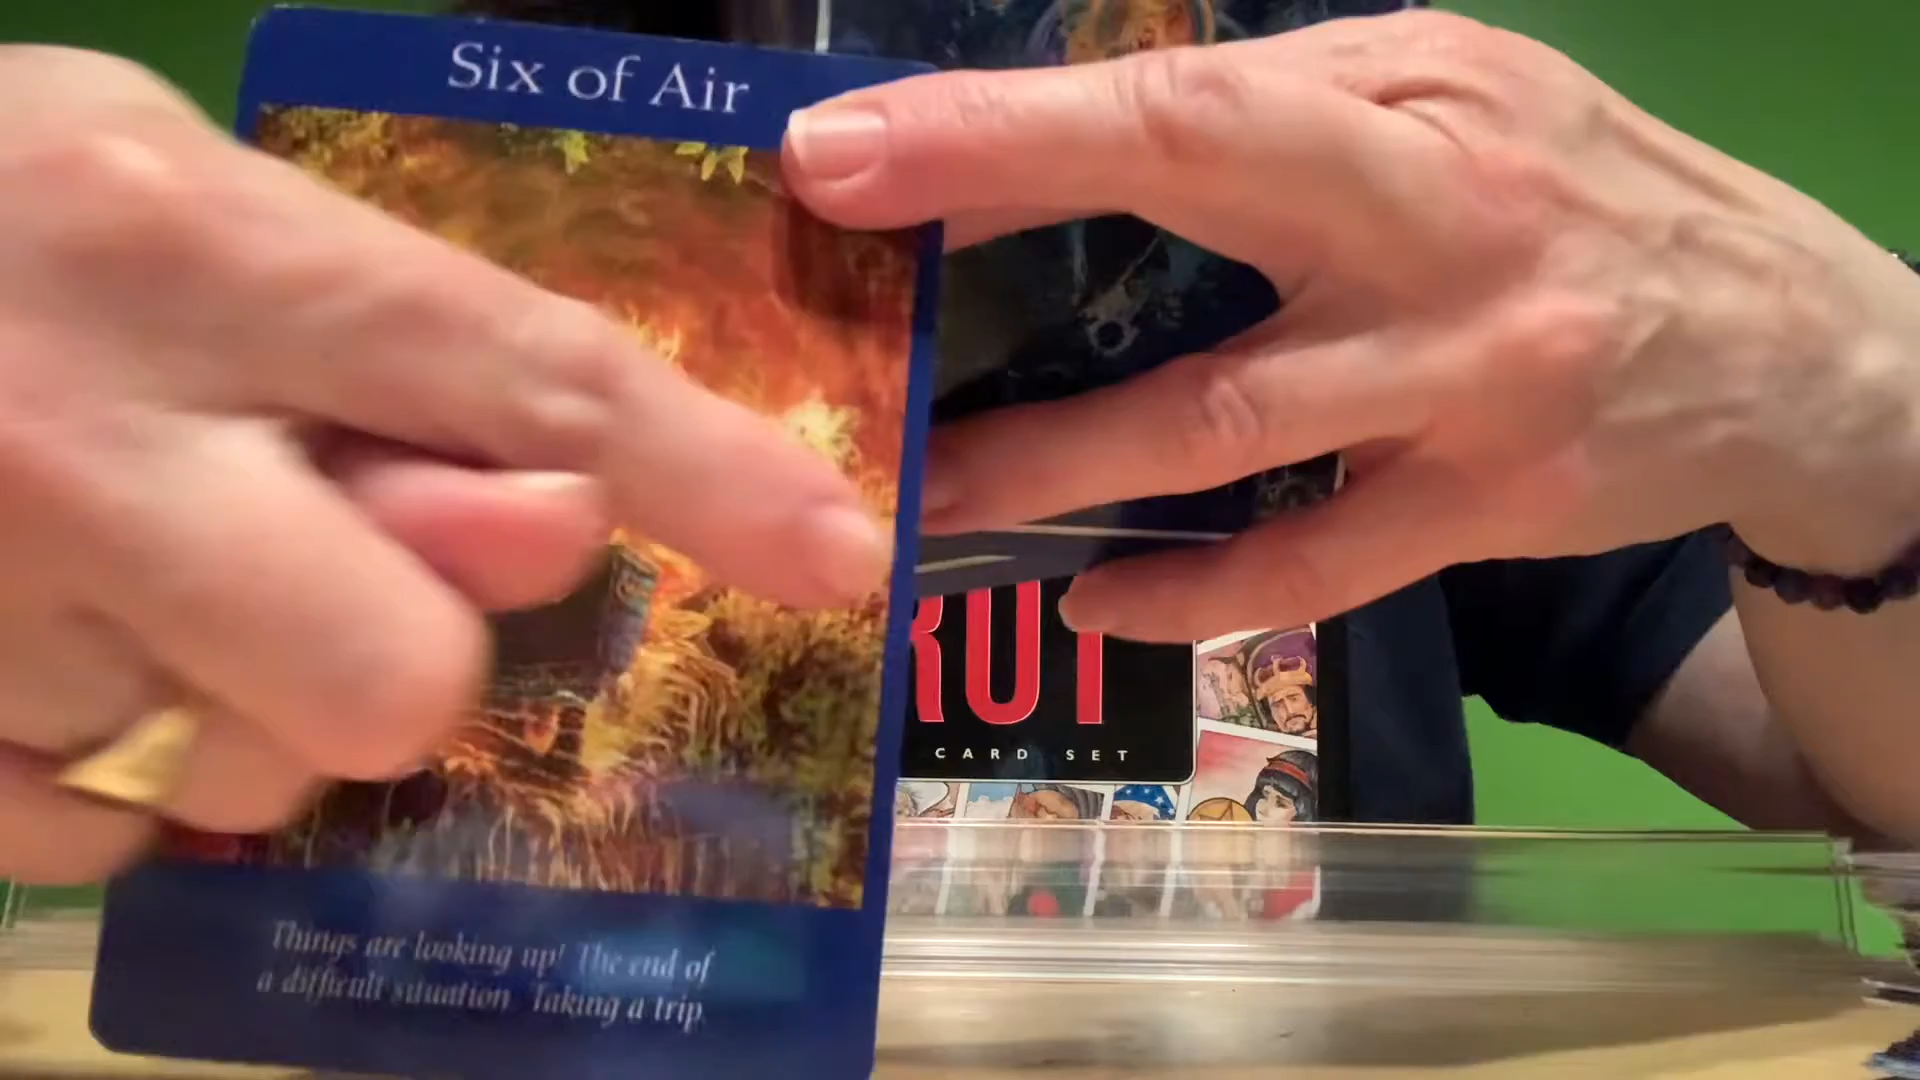 Six of Air
ROT
CARD SET
Things are looking up! The end of
a difficult situation. Taking a trip.